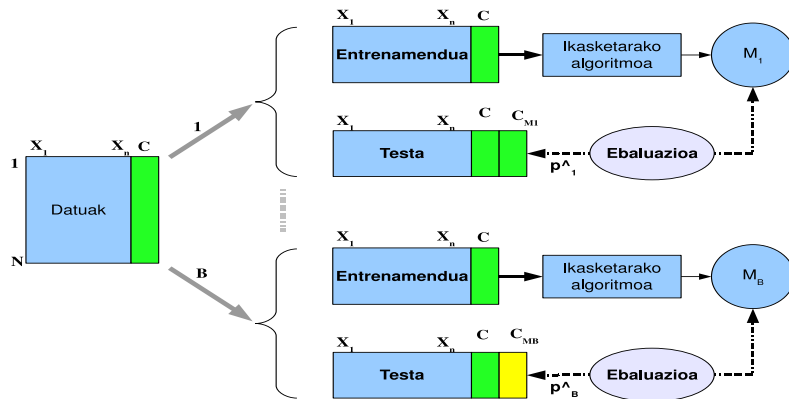 X1 Xn C
Entrenamendua
Ikasketarako
algoritmoa
M1
1
X1 Xn C CM1
Testa
p^1
Ebaluazioa
X1 Xn C
1
Datuak
N
B
X1 Xn C
Entrenamendua
Ikasketarako
algoritmoa
MB
X1 Xn C CMB
Testa
p^B
Ebaluazioa